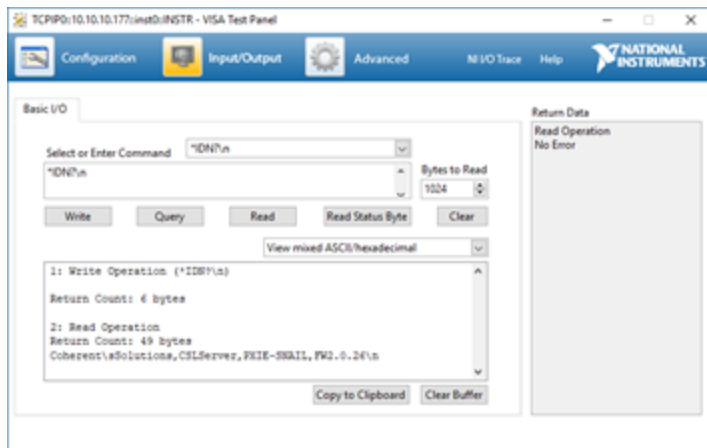 TCPIP0::10.10.10.177::inst0::INSTR - VISA Test Panel
Configuration
Input/Output
Advanced
NI I/O Trace
Help
NATIONAL
INSTRUMENTS
Basic I/O
Return Data
Select or Enter Command
*IDN?\n
Read Operation
No Error
*IDN?\n
Bytes to Read
1024
Write
Query
Read
Read Status Byte
Clear
View mixed ASCII/hexadecimal
1: Write Operation (*IDN?\n)
Return Count: 6 bytes
2: Read Operation
Return Count: 49 bytes
Coherent\sSolutions,CSLServer,PXIE-SNAIL,FW2.0.26\n
Copy to Clipboard
Clear Buffer